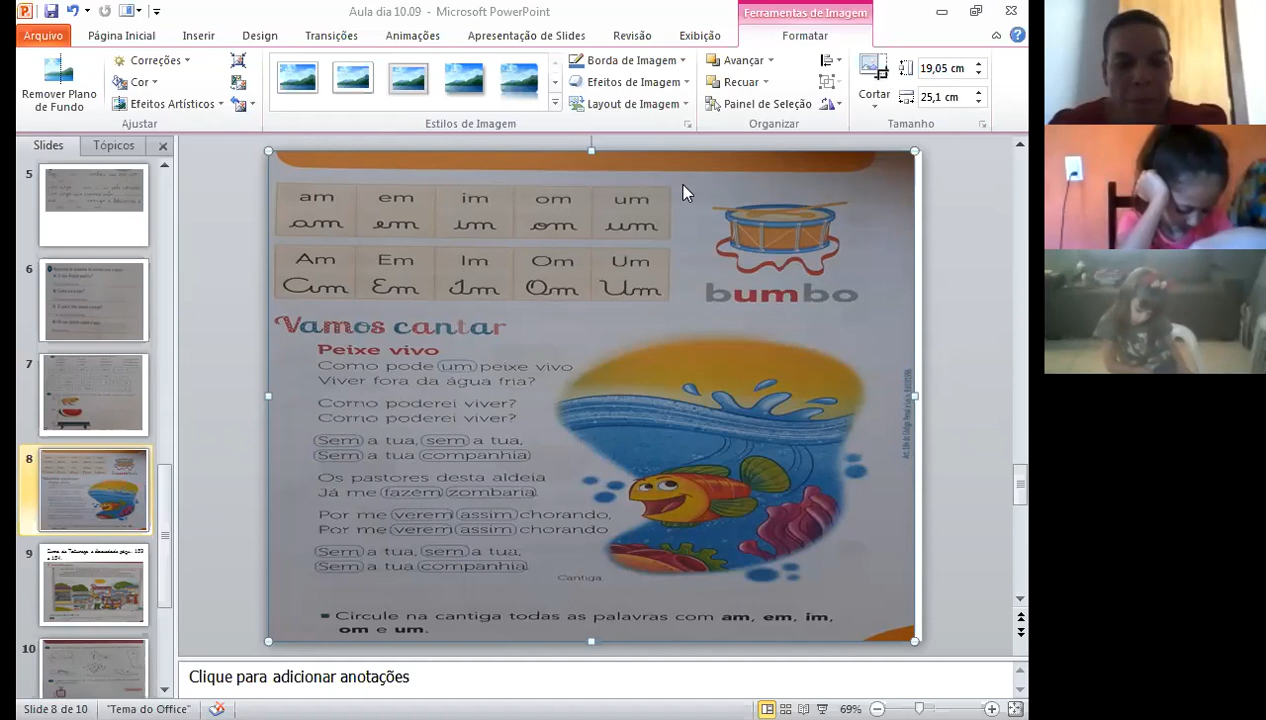 Aula dia 10.09 - Microsoft PowerPoint
Ferramentas de Imagem
Arquivo Página Inicial Inserir Design Transições Animações Apresentação de Slides Revisão Exibição Formatar
Remover Plano de Fundo
Correções
Cor
Efeitos Artísticos
Ajustar
Borda de Imagem
Efeitos de Imagem
Layout de Imagem
Estilos de Imagem
Avançar
Recuar
Painel de Seleção
Organizar
Cortar
19,05 cm
25,1 cm
Tamanho
Slides Tópicos
5
6
7
8
9
10
am em im om um
am em im om um
Am Em Im Om Um
Am Em Im Om Um
bumbo
Vamos cantar
Peixe vivo
Como pode um peixe vivo
Viver fora da água fria?
Como poderei viver?
Como poderei viver?
Sem a tua, sem a tua,
Sem a tua companhia.
Os pastores desta aldeia
Já me fazem zombaria.
Por me verem assim chorando,
Por me verem assim chorando
Sem a tua, sem a tua,
Sem a tua companhia.
Cantiga.
Circule na cantiga todas as palavras com am, em, im,
om e um.
Clique para adicionar anotações
Slide 8 de 10 "Tema do Office" 69%